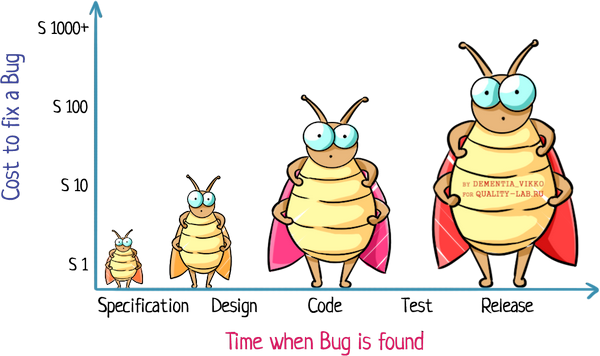 Cost to fix a Bug
S 1000+
S 100
S 10
S 1
BY DEMENTIA_VIKKO
FOR QUALITY-LAB.RU
Specification Design Code Test Release
Time when Bug is found